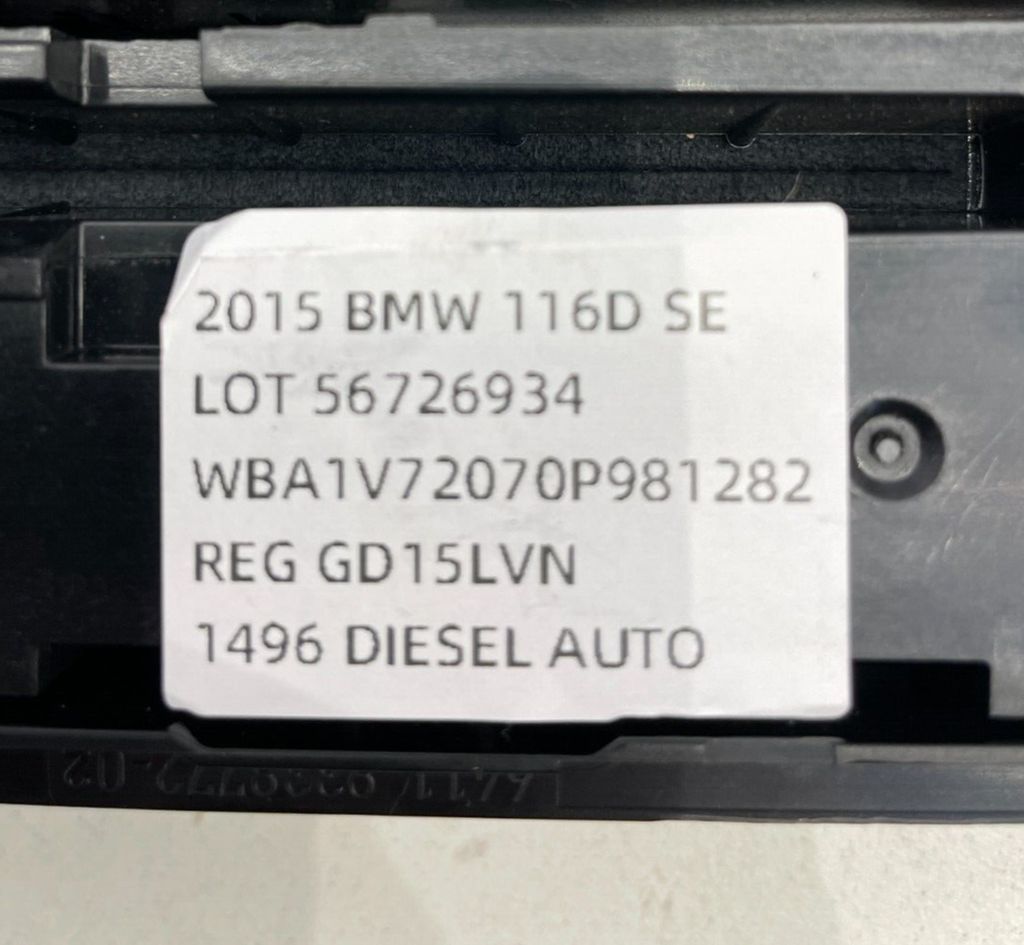 2015 BMW 116D SE
LOT 56726934
WBA1V72070P981282
REG GD15LVN
1496 DIESEL AUTO